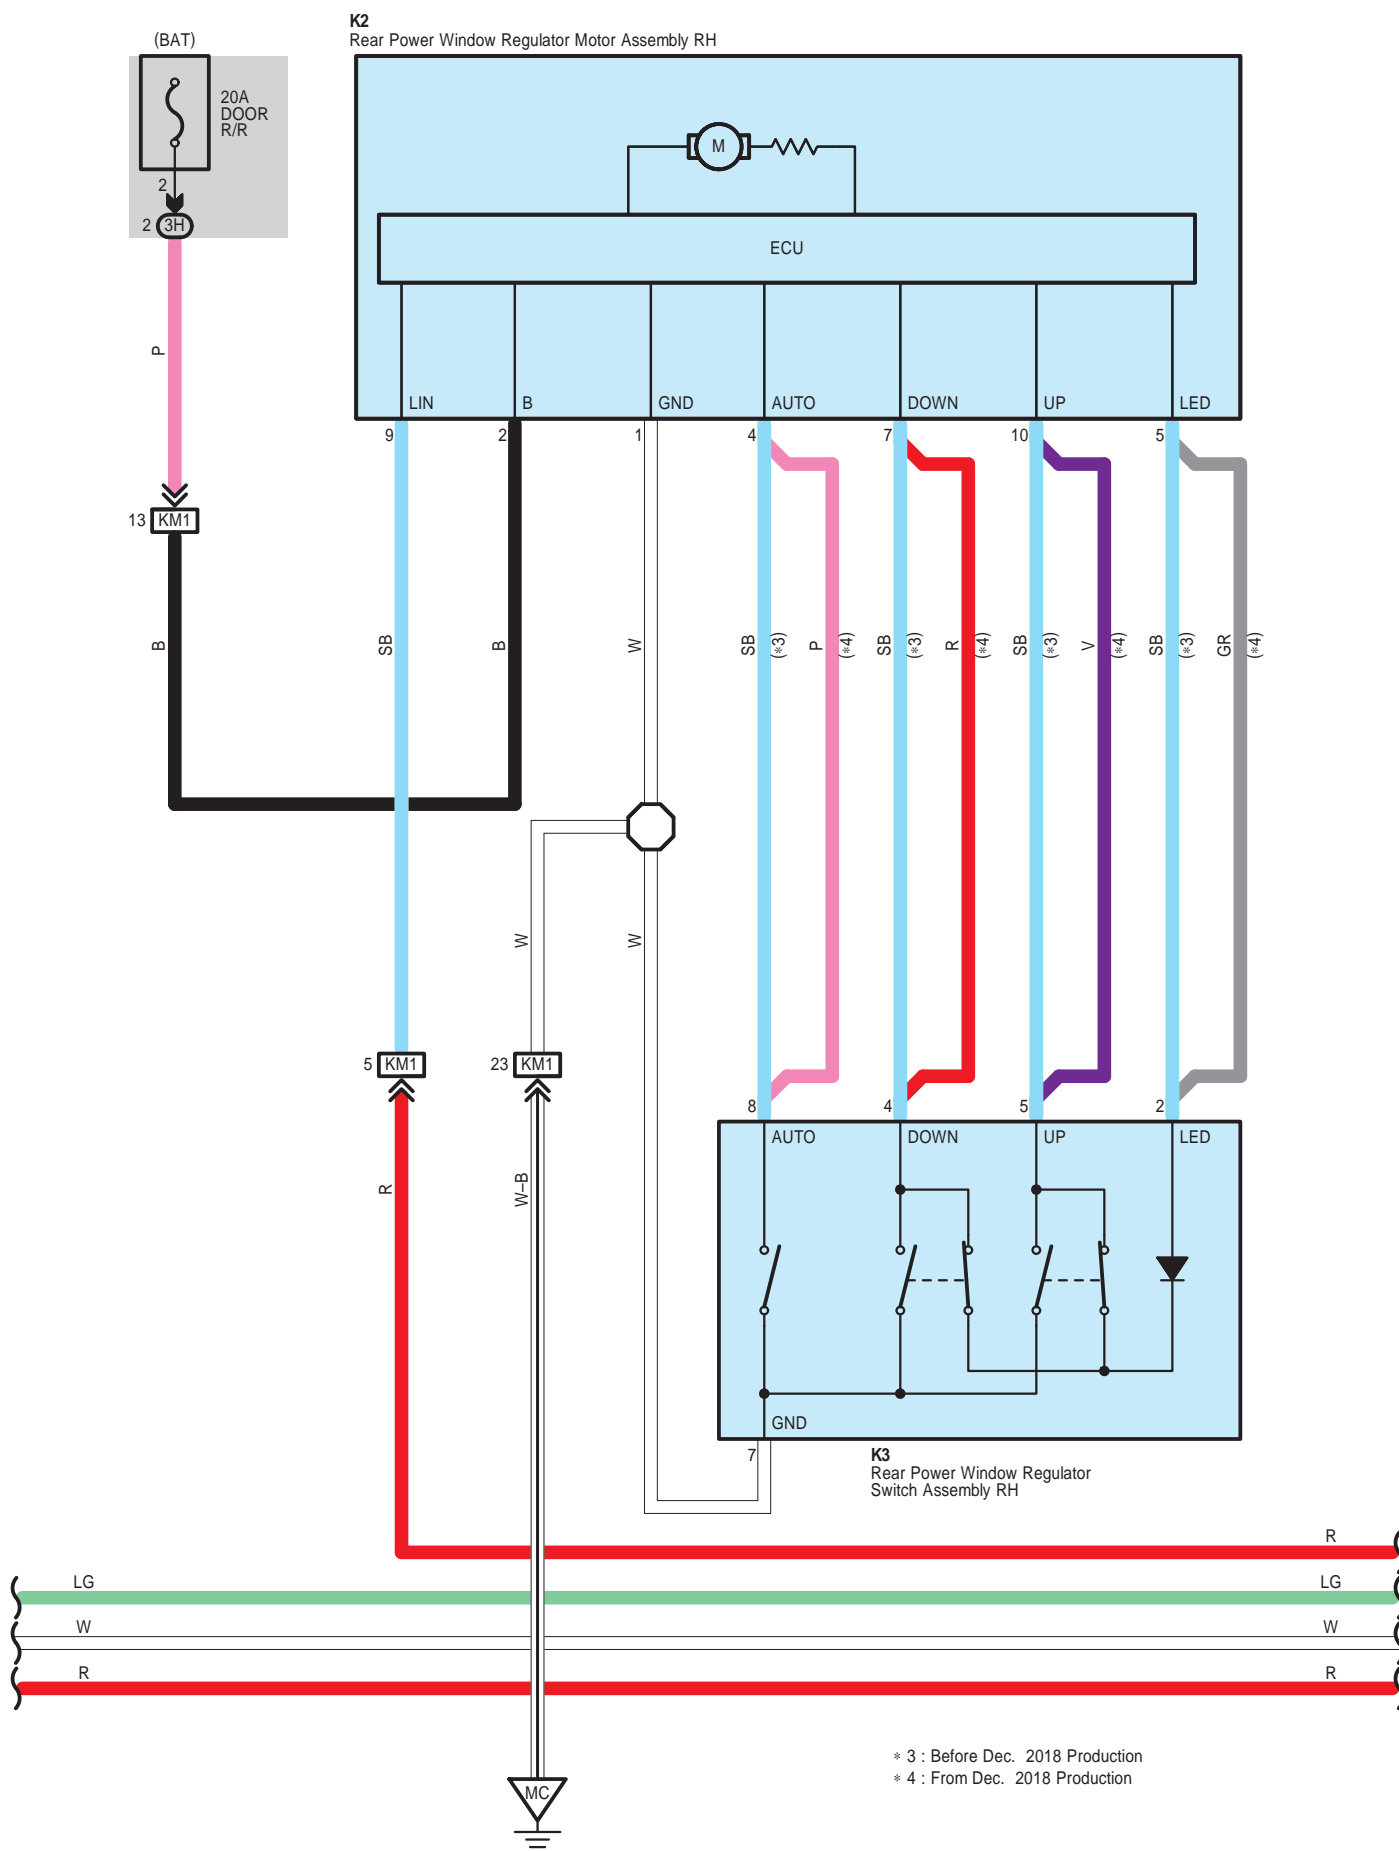 K2
Rear Power Window Regulator Motor Assembly RH
(BAT)
20A
DOOR
R/R
2
2 3H
M
ECU
P
LIN B GND AUTO DOWN UP LED
9 2 1 4 7 10 5
13 KM1
B SB B W SB (*3) P (*4) SB (*3) R (*4) SB (*3) V (*4) SB (*3) GR (*4)
W W
5 KM1 23 KM1
8 4 5 2
AUTO DOWN UP LED
R W–B
GND
7
K3
Rear Power Window Regulator
Switch Assembly RH
R
LG LG
W W
R R
* 3 : Before Dec. 2018 Production
* 4 : From Dec. 2018 Production
MC